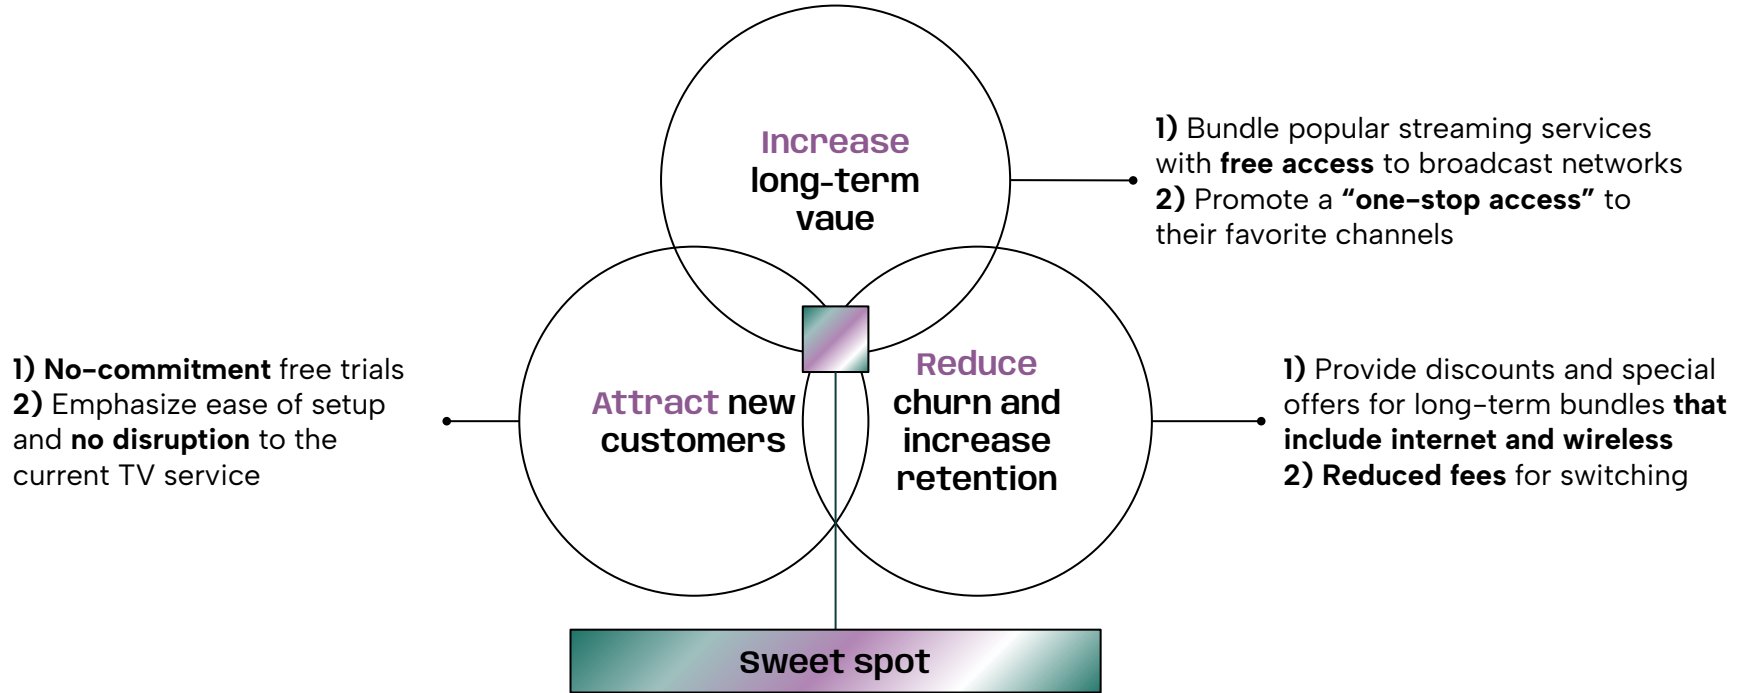 Increase
long-term
vaue
1) Bundle popular streaming services
with free access to broadcast networks
2) Promote a “one-stop access” to
their favorite channels
1) No-commitment free trials
2) Emphasize ease of setup
and no disruption to the
current TV service
Attract new
customers
Reduce
churn and
increase
retention
1) Provide discounts and special
offers for long-term bundles that
include internet and wireless
2) Reduced fees for switching
Sweet spot